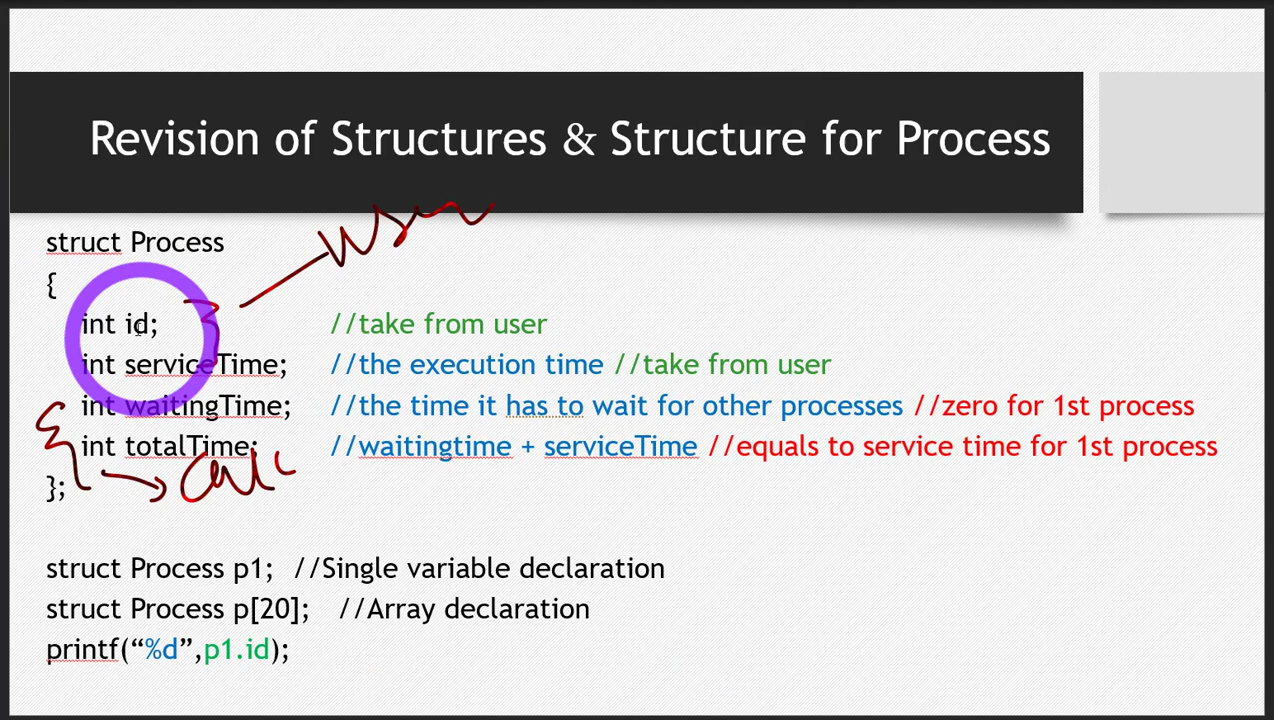 Revision of Structures & Structure for Process
user
struct Process
{
int id; //take from user
int serviceTime; //the execution time //take from user
int waitingTime; //the time it has to wait for other processes //zero for 1st process
int totalTime; //waitingtime + serviceTime //equals to service time for 1st process
calc
};
struct Process p1; //Single variable declaration
struct Process p[20]; //Array declaration
printf(“%d”,p1.id);